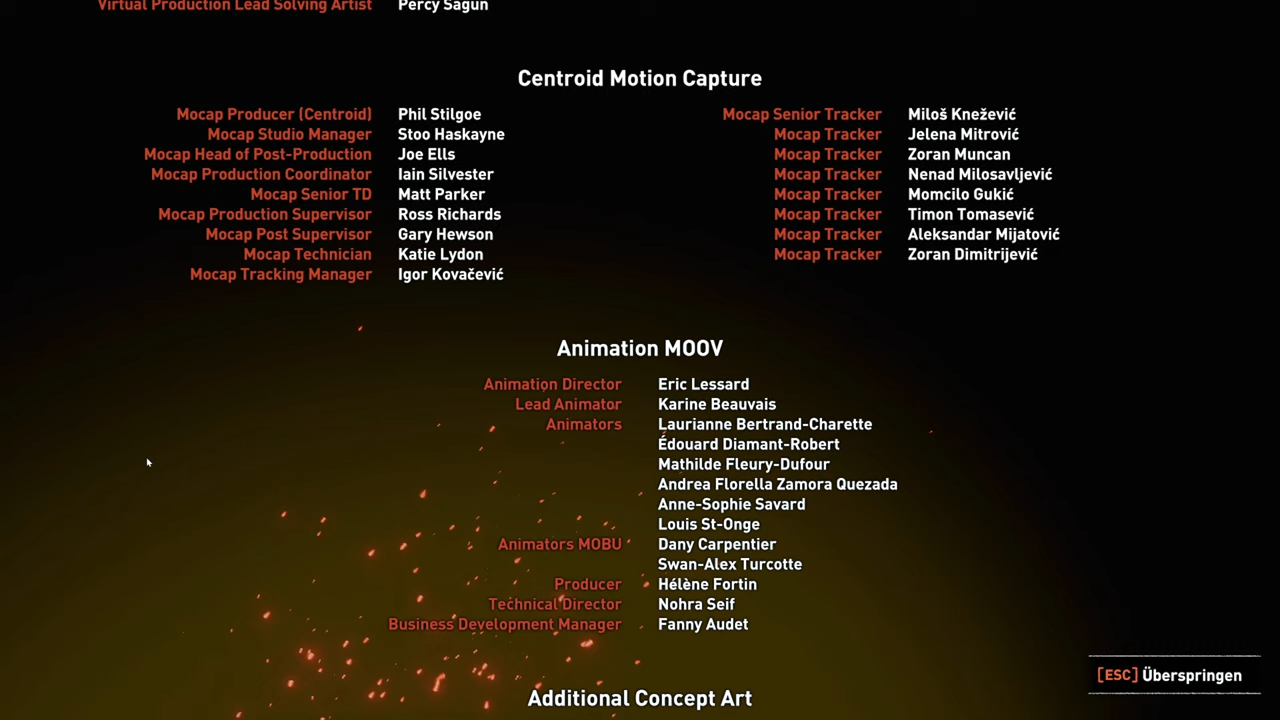 Virtual Production Lead Solving Artist Percy Sagun
Centroid Motion Capture
Mocap Producer (Centroid) Phil Stilgoe
Mocap Studio Manager Stoo Haskayne
Mocap Head of Post-Production Joe Ells
Mocap Production Coordinator Iain Silvester
Mocap Senior TD Matt Parker
Mocap Production Supervisor Ross Richards
Mocap Post Supervisor Gary Hewson
Mocap Technician Katie Lydon
Mocap Tracking Manager Igor Kovačević
Mocap Senior Tracker Miloš Knežević
Mocap Tracker Jelena Mitrović
Mocap Tracker Zoran Muncan
Mocap Tracker Nenad Milosavljević
Mocap Tracker Momcilo Gukić
Mocap Tracker Timon Tomasević
Mocap Tracker Aleksandar Mijatović
Mocap Tracker Zoran Dimitrijević
Animation MOOV
Animation Director Eric Lessard
Lead Animator Karine Beauvais
Animators Laurianne Bertrand-Charette
Édouard Diamant-Robert
Mathilde Fleury-Dufour
Andrea Florella Zamora Quezada
Anne-Sophie Savard
Louis St-Onge
Animators MOBU Dany Carpentier
Swan-Alex Turcotte
Producer Hélène Fortin
Technical Director Nohra Seif
Business Development Manager Fanny Audet
[ESC] Überspringen
Additional Concept Art